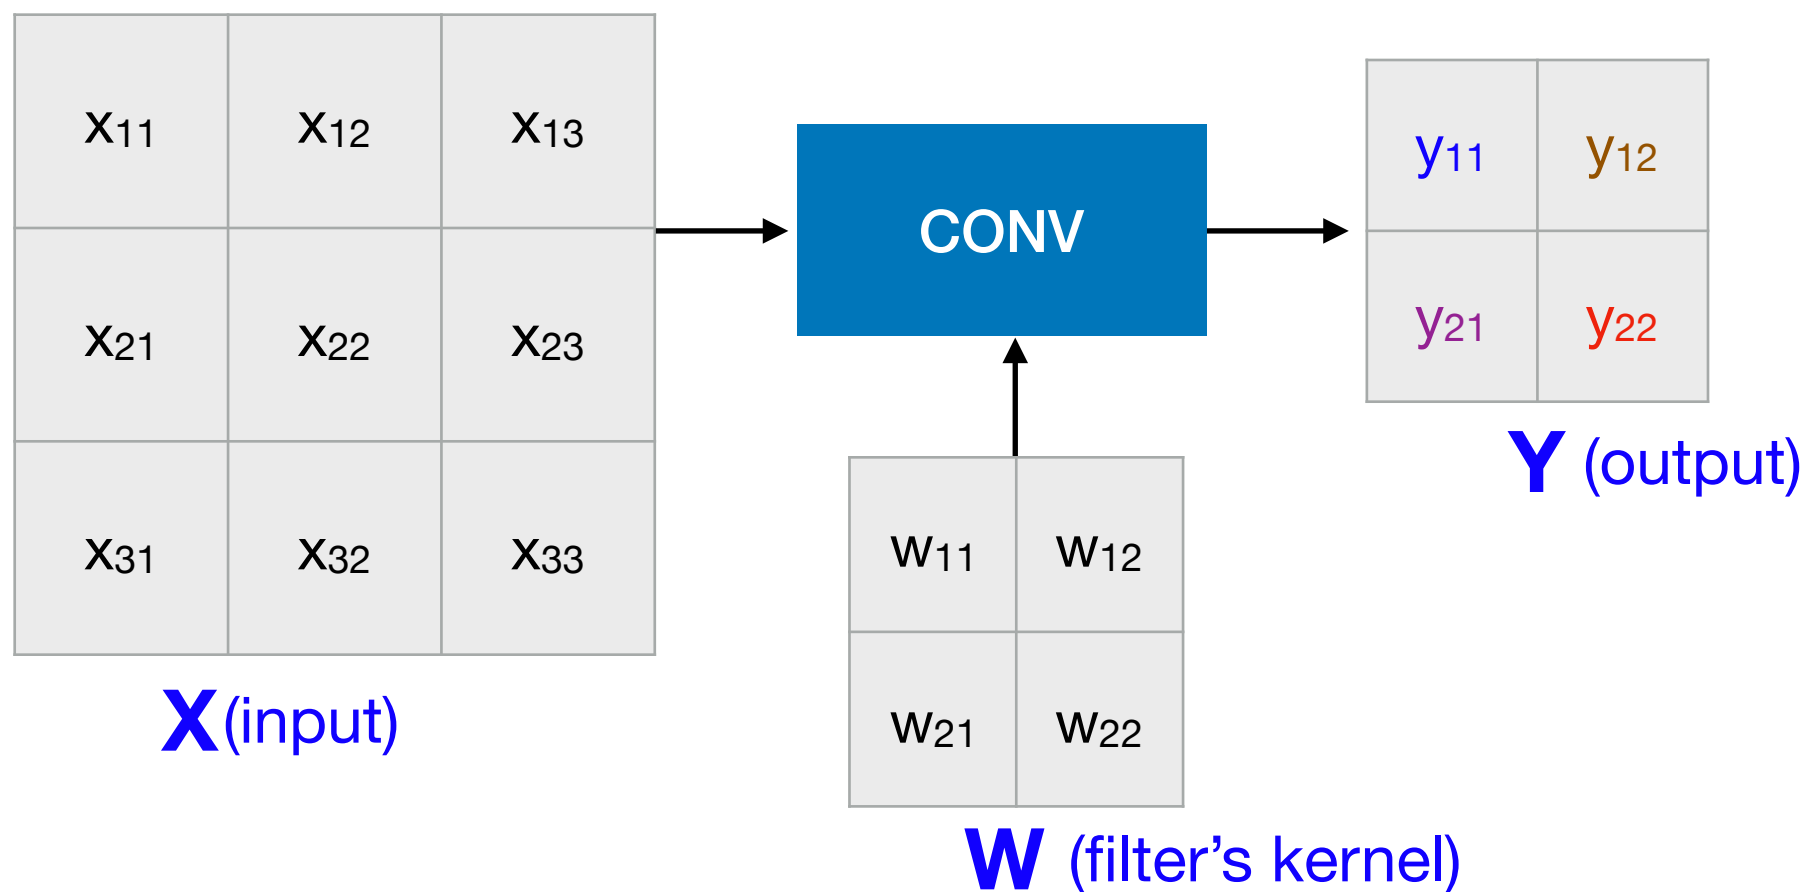 x11 x12 x13
x21 x22 x23
x31 x32 x33
X (input)
CONV
w11 w12
w21 w22
W (filter’s kernel)
y11 y12
y21 y22
Y (output)